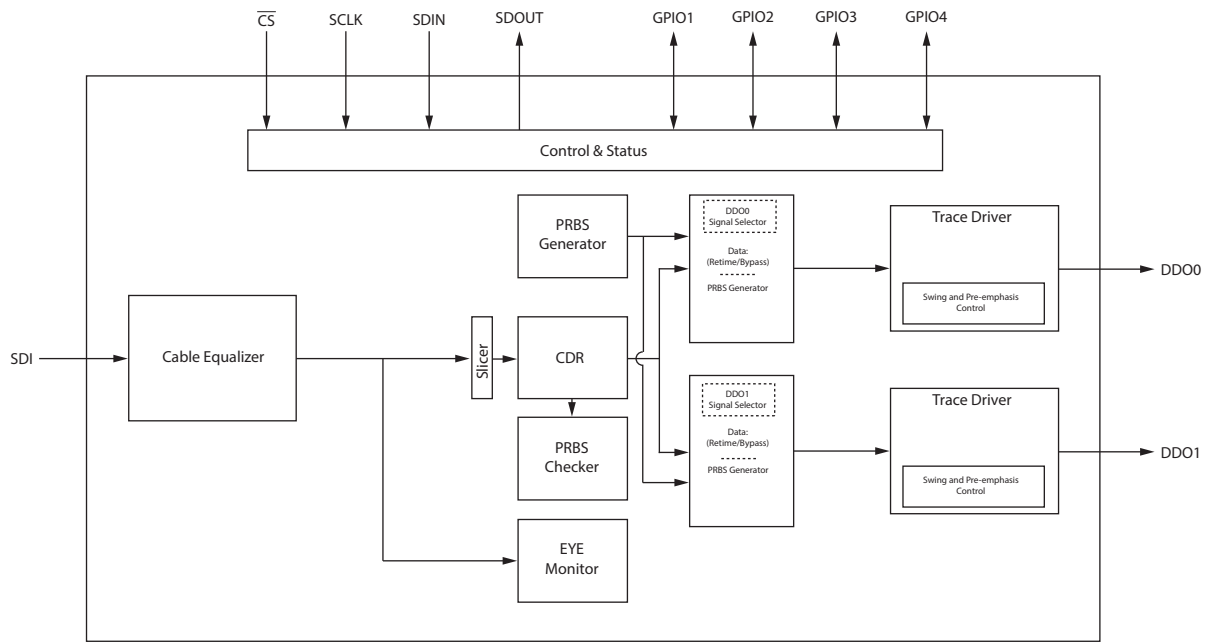 CS
SCLK
SDIN
SDOUT
GPIO1
GPIO2
GPIO3
GPIO4
Control & Status
PRBS
Generator
DDO0
Signal Selector
Data:
(Retime/Bypass)
PRBS Generator
Trace Driver
Swing and Pre-emphasis
Control
DDO0
SDI
Cable Equalizer
Slicer
CDR
PRBS
Checker
DDO1
Signal Selector
Data:
(Retime/Bypass)
PRBS Generator
Trace Driver
Swing and Pre-emphasis
Control
DDO1
EYE
Monitor